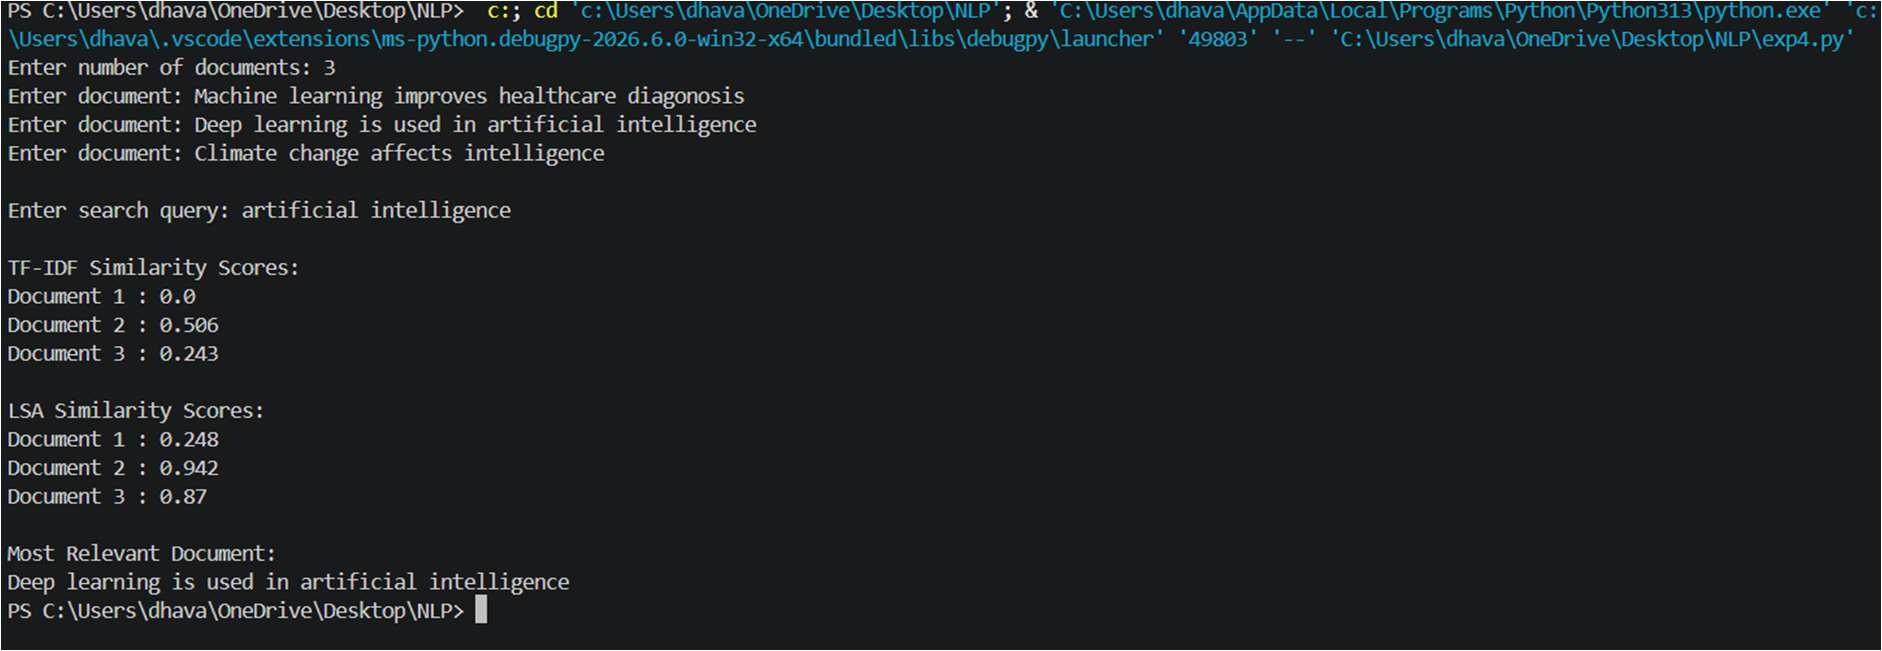 PS C:\Users\dhava\OneDrive\Desktop\NLP>  c:; cd 'c:\Users\dhava\OneDrive\Desktop\NLP'; & 'C:\Users\dhava\AppData\Local\Programs\Python\Python313\python.exe' 'c:
\Users\dhava\.vscode\extensions\ms-python.debugpy-2026.6.0-win32-x64\bundled\libs\debugpy\launcher' '49803' '--' 'C:\Users\dhava\OneDrive\Desktop\NLP\exp4.py'
Enter number of documents: 3
Enter document: Machine learning improves healthcare diagonosis
Enter document: Deep learning is used in artificial intelligence
Enter document: Climate change affects intelligence
Enter search query: artificial intelligence
TF-IDF Similarity Scores:
Document 1 : 0.0
Document 2 : 0.506
Document 3 : 0.243
LSA Similarity Scores:
Document 1 : 0.248
Document 2 : 0.942
Document 3 : 0.87
Most Relevant Document:
Deep learning is used in artificial intelligence
PS C:\Users\dhava\OneDrive\Desktop\NLP>